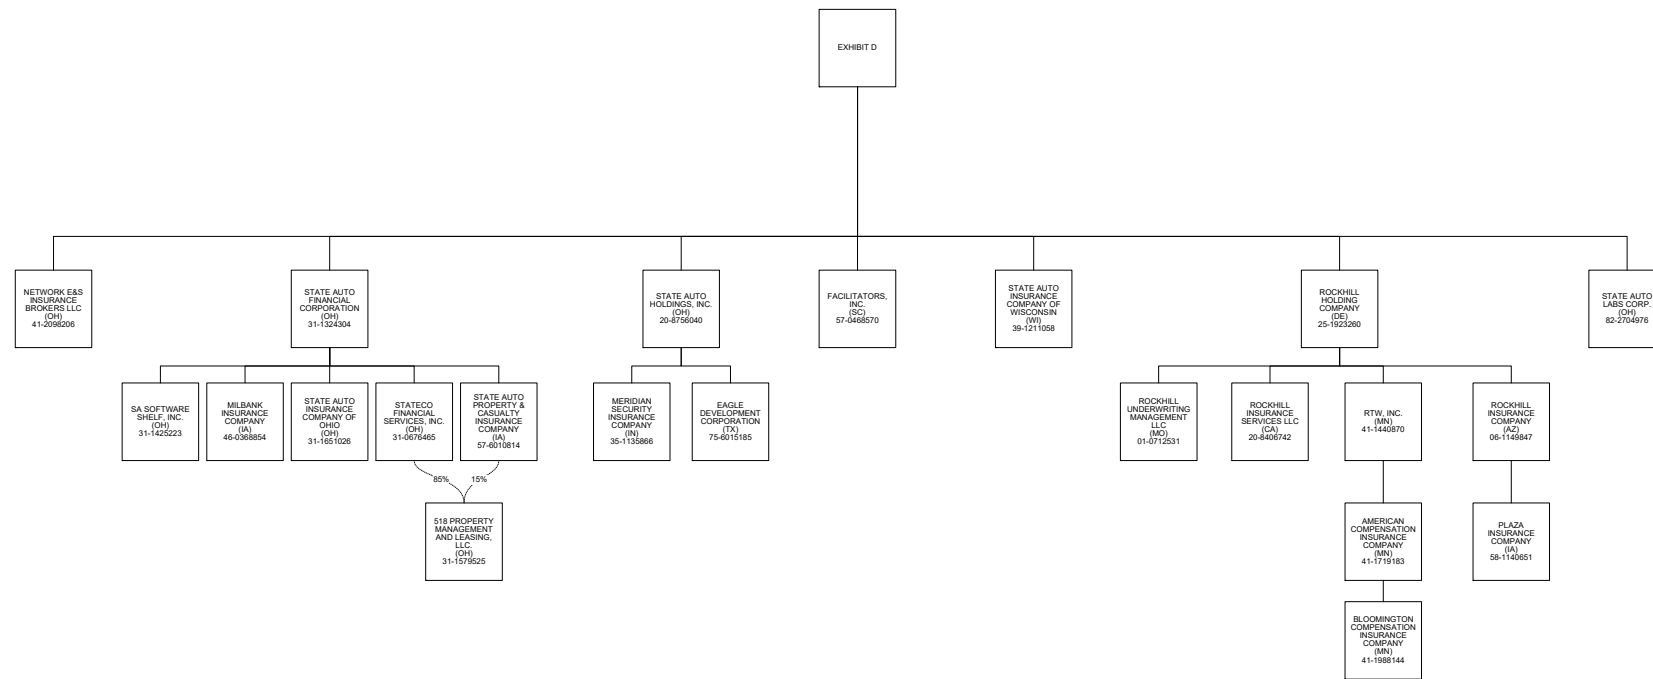 EXHIBIT D
NETWORK E&S
INSURANCE
BROKERS LLC
(OH)
41-2098206
STATE AUTO
FINANCIAL
CORPORATION
(OH)
31-1324304
STATE AUTO
HOLDINGS, INC.
(OH)
20-8756040
FACILITATORS,
INC.
(SC)
57-0468570
STATE AUTO
INSURANCE
COMPANY OF
WISCONSIN
(WI)
39-1211058
ROCKHILL
HOLDING
COMPANY
(DE)
25-1923260
STATE AUTO
LABS CORP.
(OH)
82-2704976
SA SOFTWARE
SHELF, INC.
(OH)
31-1425223
MILBANK
INSURANCE
COMPANY
(IA)
46-0368854
STATE AUTO
INSURANCE
COMPANY OF
OHIO
(OH)
31-1651026
STATECO
FINANCIAL
SERVICES, INC.
(OH)
31-0676465
STATE AUTO
PROPERTY &
CASUALTY
INSURANCE
COMPANY
(IA)
57-6010814
MERIDIAN
SECURITY
INSURANCE
COMPANY
(IN)
35-1135866
EAGLE
DEVELOPMENT
CORPORATION
(TX)
75-6015185
ROCKHILL
UNDERWRITING
MANAGEMENT
LLC
(MO)
01-0712531
ROCKHILL
INSURANCE
SERVICES LLC
(CA)
20-8406742
RTW, INC.
(MN)
41-1440870
ROCKHILL
INSURANCE
COMPANY
(AZ)
06-1149847
85%
15%
518 PROPERTY
MANAGEMENT
AND LEASING,
LLC.
(OH)
31-1579525
AMERICAN
COMPENSATION
INSURANCE
COMPANY
(MN)
41-1719183
PLAZA
INSURANCE
COMPANY
(IA)
58-1140651
BLOOMINGTON
COMPENSATION
INSURANCE
COMPANY
(MN)
41-1988144